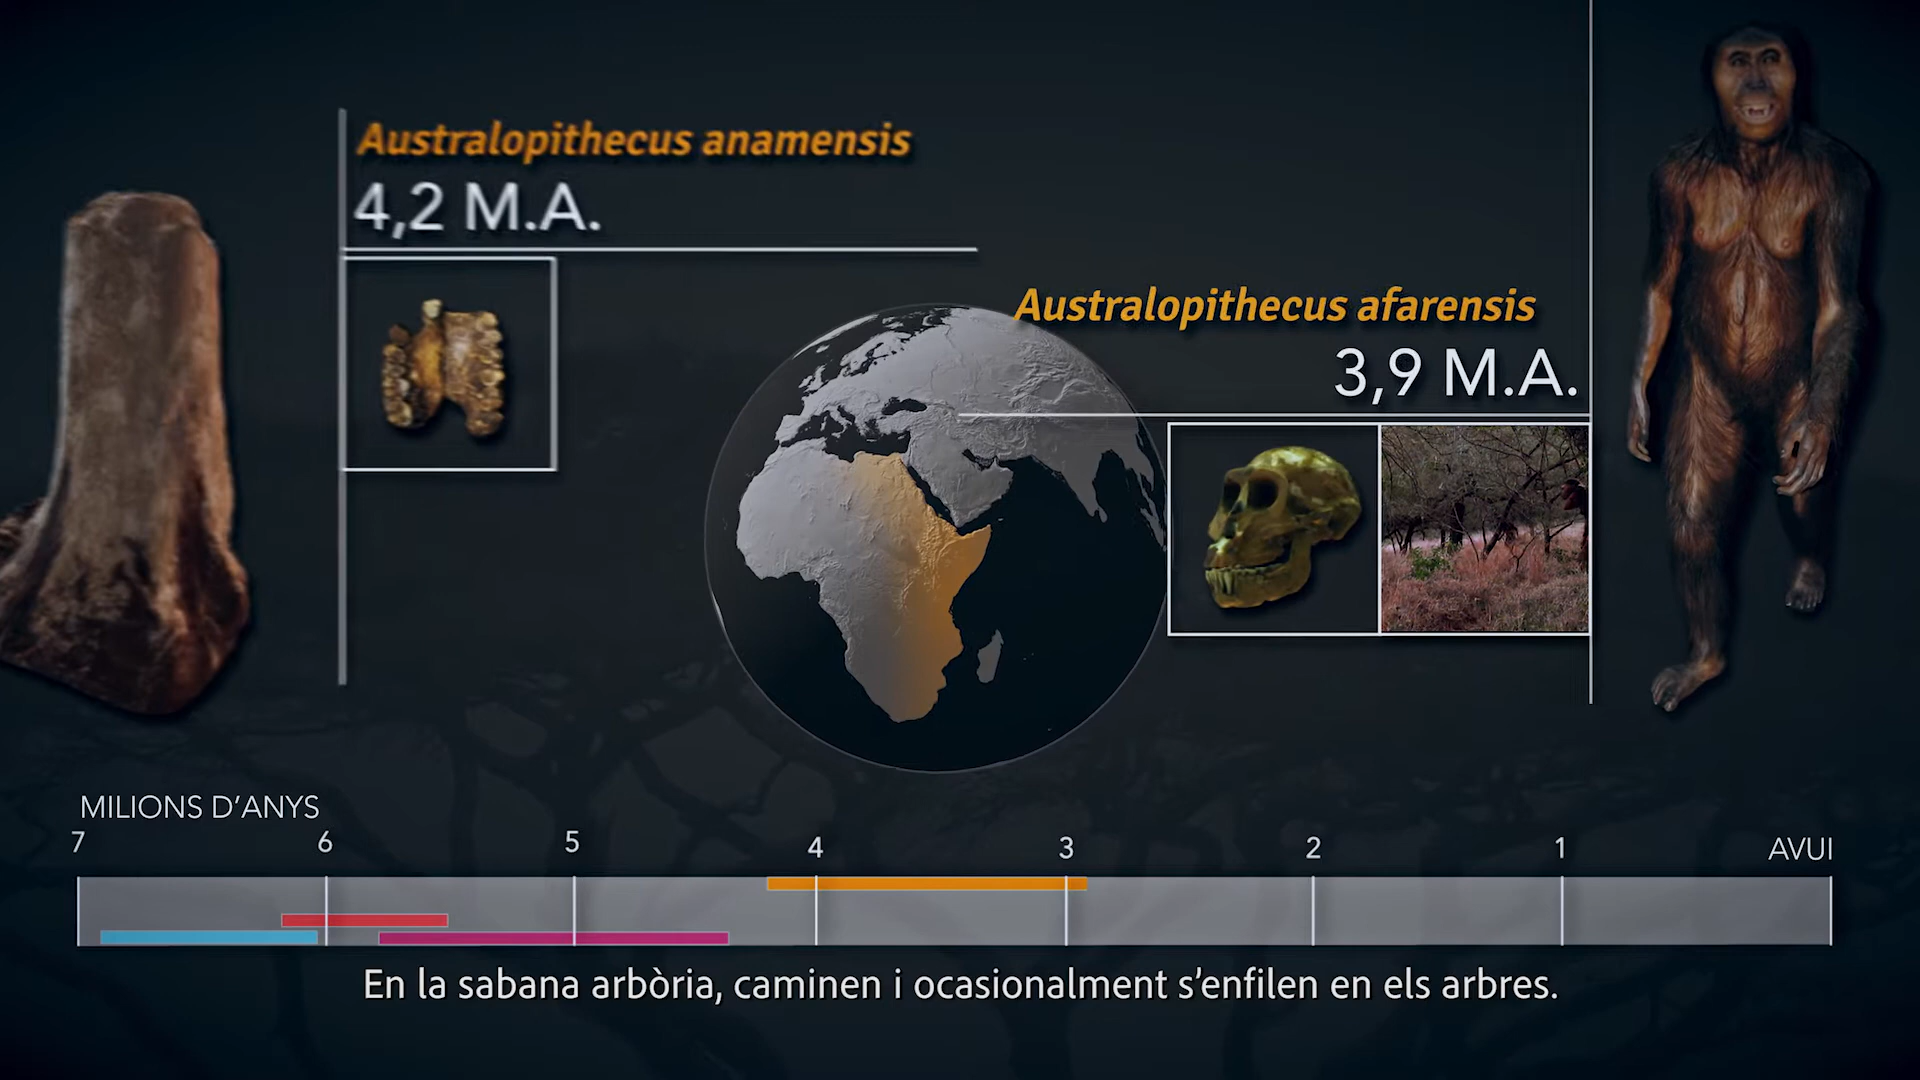 Australopithecus anamensis
4,2 M.A.
Australopithecus afarensis
3,9 M.A.
MILIONS D’ANYS
7 6 5 4 3 2 1 AVUI
En la sabana arbòria, caminen i ocasionalment s’enfilen en els arbres.